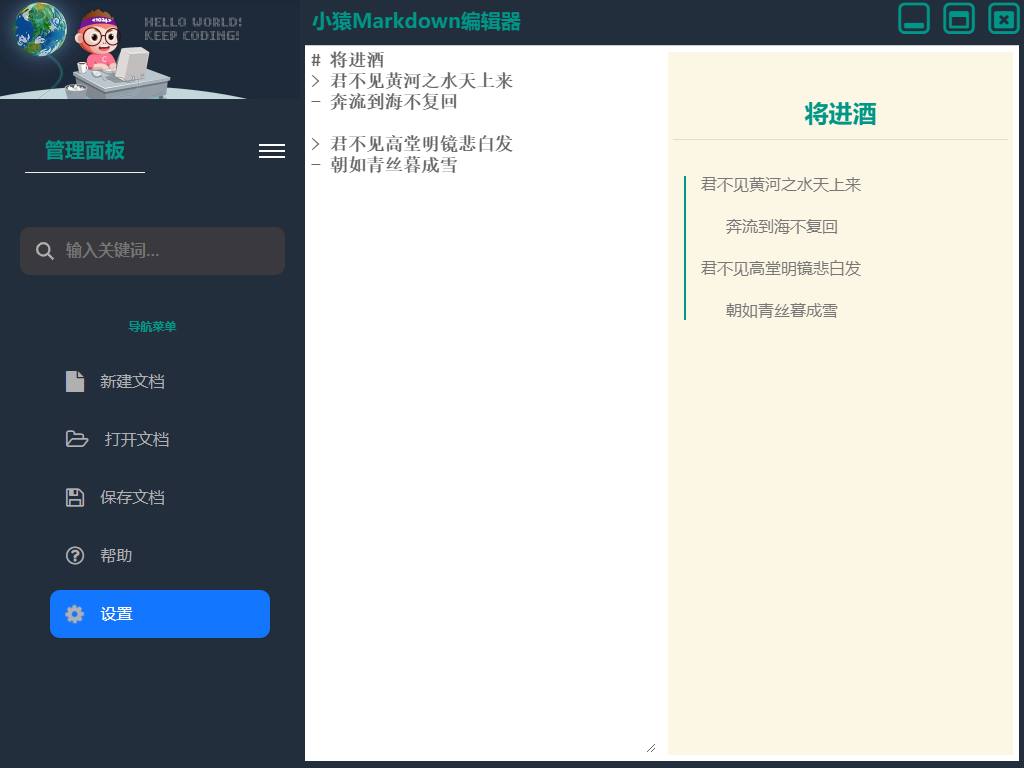 HELLO WORLD!
KEEP CODING!
管理面板
输入关键词...
导航菜单
新建文档
打开文档
保存文档
帮助
设置
小猿Markdown编辑器
# 将进酒
> 君不见黄河之水天上来
- 奔流到海不复回
> 君不见高堂明镜悲白发
- 朝如青丝暮成雪
将进酒
君不见黄河之水天上来
奔流到海不复回
君不见高堂明镜悲白发
朝如青丝暮成雪